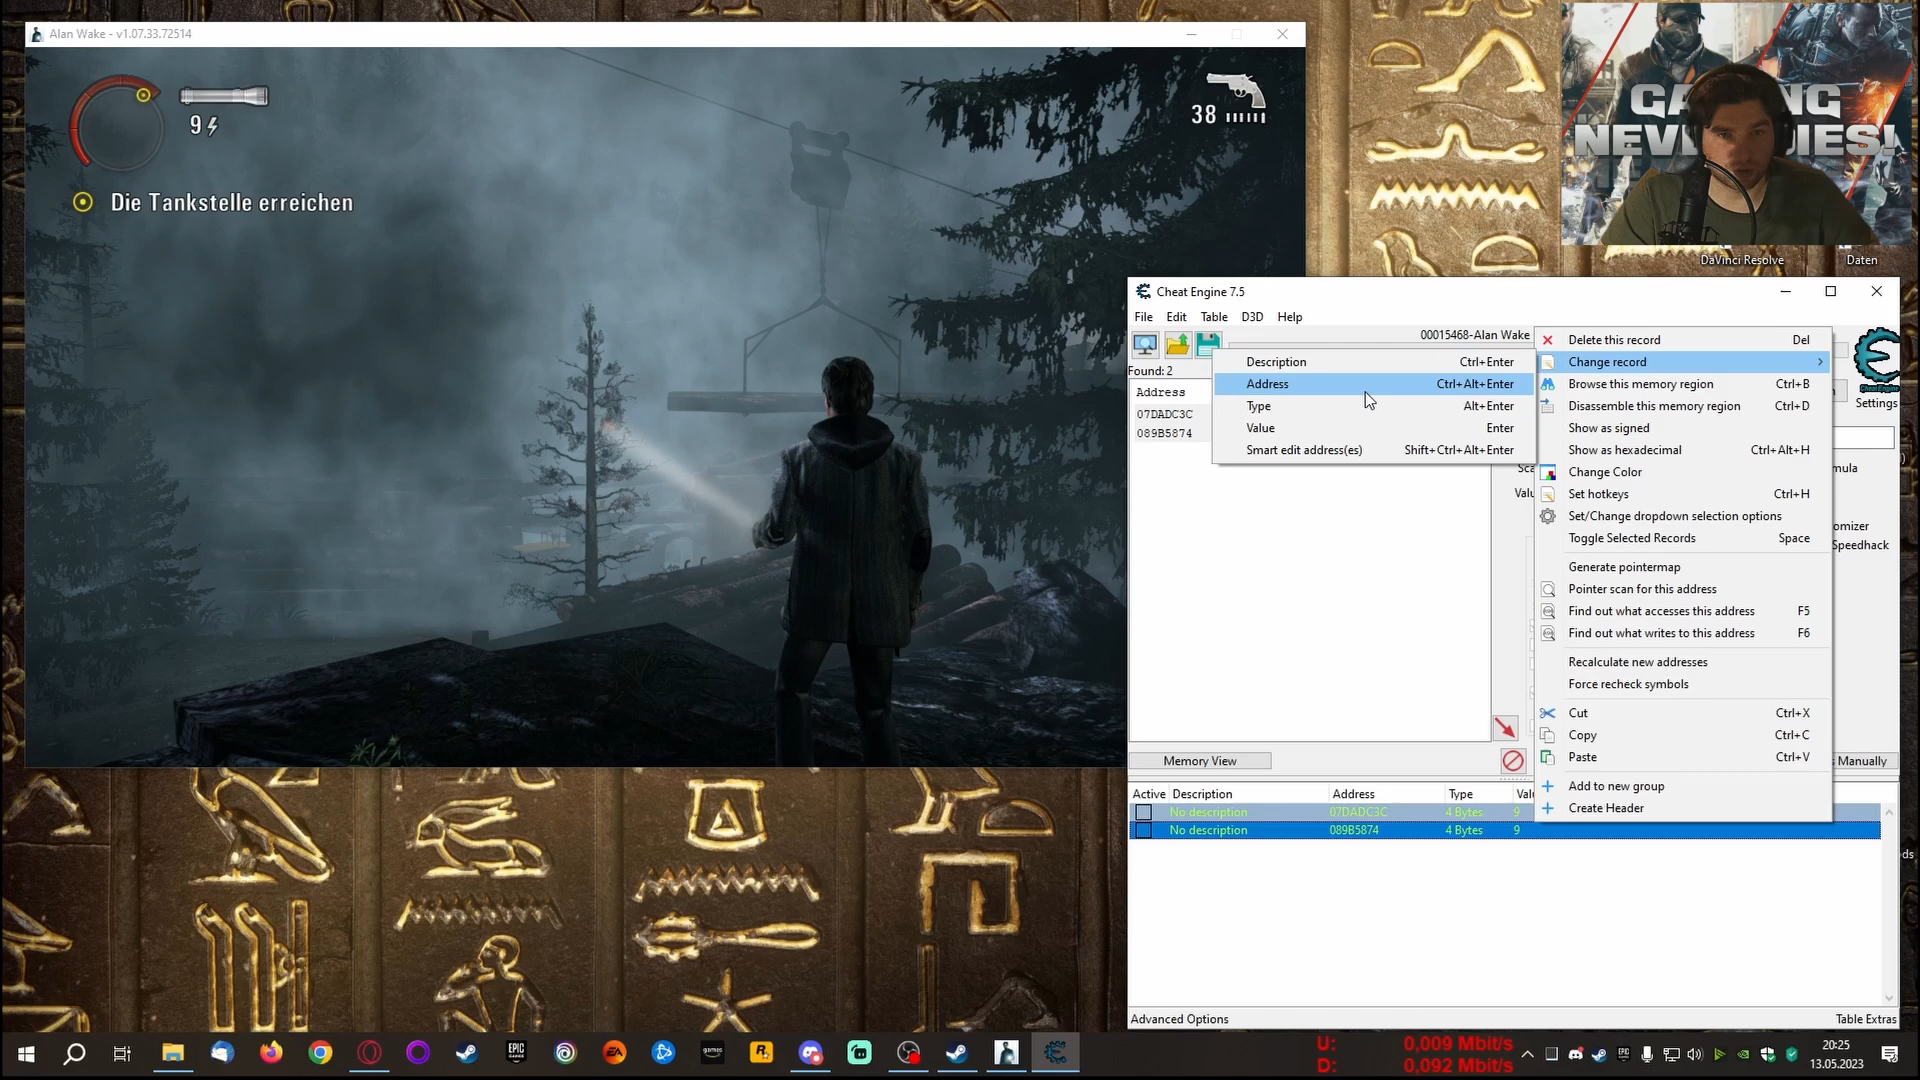 Alan Wake - v1.07.33.72514
9
38
Die Tankstelle erreichen
DaVinci Resolve
Daten
Cheat Engine 7.5
File Edit Table D3D Help
00015468-Alan Wake
Found: 2
Address
07DADC3C
089B5874
Settings
Description Ctrl+Enter
Address Ctrl+Alt+Enter
Type Alt+Enter
Value Enter
Smart edit address(es) Shift+Ctrl+Alt+Enter
Delete this record Del
Change record
Browse this memory region Ctrl+B
Disassemble this memory region Ctrl+D
Show as signed
Show as hexadecimal Ctrl+Alt+H
Change Color
Set hotkeys Ctrl+H
Set/Change dropdown selection options
Toggle Selected Records Space
Generate pointermap
Pointer scan for this address
Find out what accesses this address F5
Find out what writes to this address F6
Recalculate new addresses
Force recheck symbols
Cut Ctrl+X
Copy Ctrl+C
Paste Ctrl+V
Add to new group
Create Header
Speedhack
Memory View
Manually
Active Description Address Type Valu
No description 07DADC3C 4 Bytes 9
No description 089B5874 4 Bytes 9
Advanced Options
Table Extras
U: 0,009 Mbit/s
D: 0,092 Mbit/s
20:25
13.05.2023